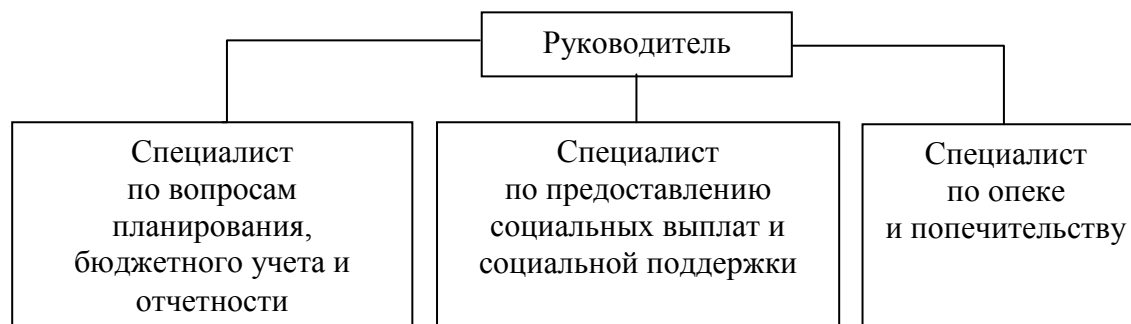 Руководитель
Специалист
по вопросам
планирования,
бюджетного учета и
отчетности
Специалист
по предоставлению
социальных выплат и
социальной поддержки
Специалист
по опеке
и попечительству